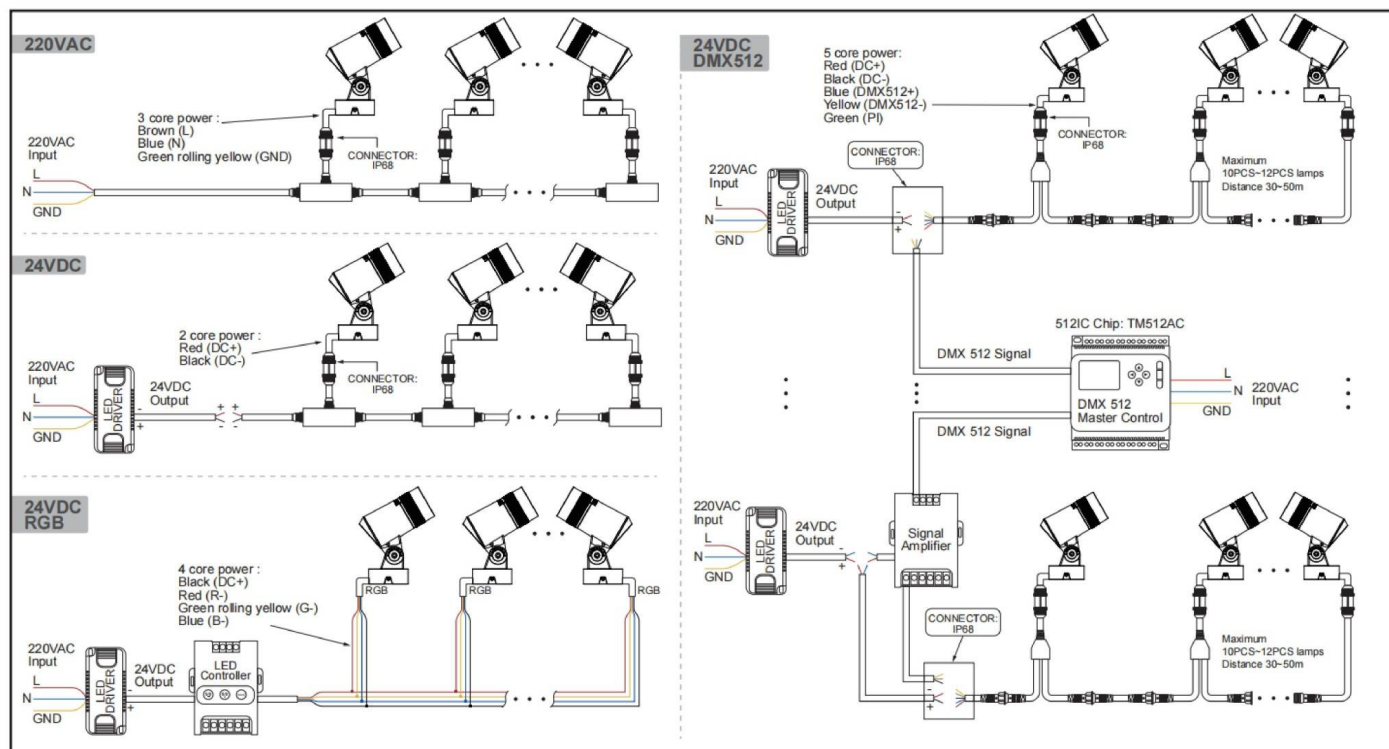 220VAC
3 core power :
Brown (L)
Blue (N)
Green rolling yellow (GND)
CONNECTOR:
IP68
220VAC
Input
L
N
GND
24VDC
2 core power :
Red (DC+)
Black (DC-)
CONNECTOR:
IP68
220VAC
Input
L
N
GND
LED
DRIVER
-
+
24VDC
Output
+ +
- -
24VDC
RGB
4 core power :
Black (DC+)
Red (R-)
Green rolling yellow (G-)
Blue (B-)
RGB
RGB
RGB
220VAC
Input
L
N
GND
LED
DRIVER
-
+
24VDC
Output
LED
Controller
24VDC
DMX512
5 core power:
Red (DC+)
Black (DC-)
Blue (DMX512+)
Yellow (DMX512-)
Green (PI)
CONNECTOR:
IP68
CONNECTOR:
IP68
Maximum
10PCS~12PCS lamps
Distance 30~50m
220VAC
Input
L
N
GND
LED
DRIVER
24VDC
Output
-
+
512IC Chip: TM512AC
DMX 512 Signal
DMX 512
Master Control
L
N
GND
220VAC
Input
DMX 512 Signal
220VAC
Input
L
N
GND
LED
DRIVER
24VDC
Output
-
+
Signal
Amplifier
CONNECTOR:
IP68
-
+
Maximum
10PCS~12PCS lamps
Distance 30~50m